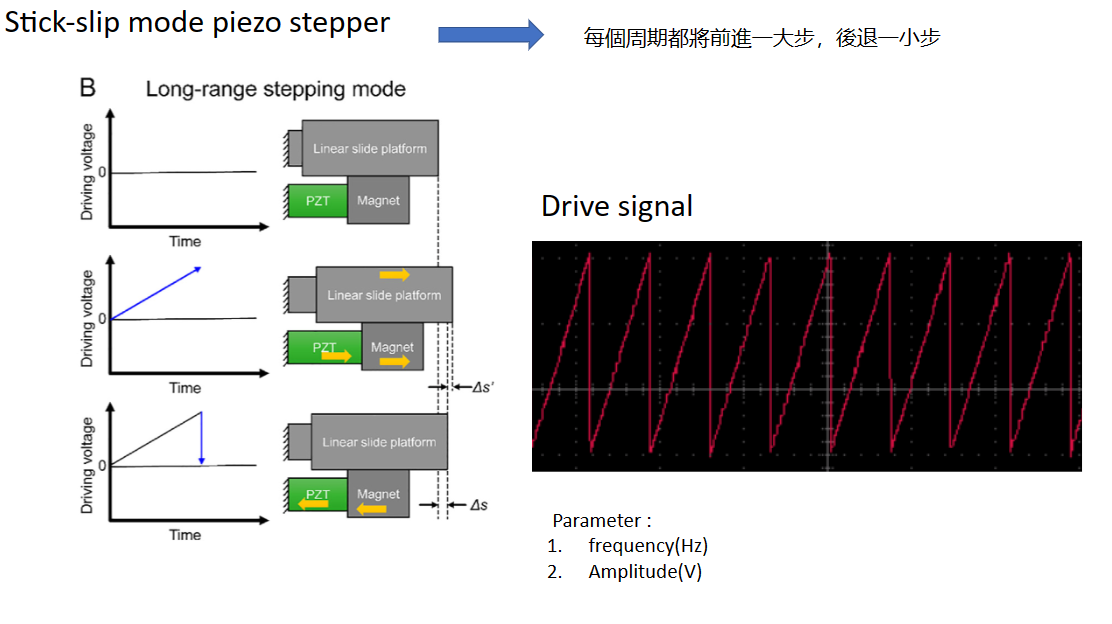 Stick-slip mode piezo stepper
每個周期都將前進一大步，後退一小步
B
Long-range stepping mode
Driving voltage
0
Time
Linear slide platform
PZT
Magnet
Driving voltage
0
Time
Linear slide platform
PZT
Magnet
Δs'
Driving voltage
0
Time
Linear slide platform
PZT
Magnet
Δs
Drive signal
Parameter :
1. frequency(Hz)
2. Amplitude(V)